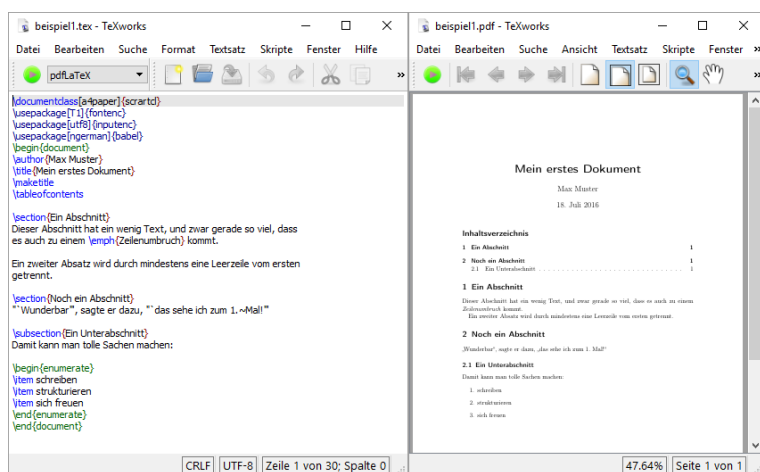 beispiel1.tex - TeXworks
Datei Bearbeiten Suche Format Textsatz Skripte Fenster Hilfe
pdfLaTeX »
\documentclass[a4paper]{scrartcl}
\usepackage[T1]{fontenc}
\usepackage[utf8]{inputenc}
\usepackage[ngerman]{babel}
\begin{document}
\author{Max Muster}
\title{Mein erstes Dokument}
\maketitle
\tableofcontents
\section{Ein Abschnitt}
Dieser Abschnitt hat ein wenig Text, und zwar gerade so viel, dass
es auch zu einem \emph{Zeilenumbruch} kommt.
Ein zweiter Absatz wird durch mindestens eine Leerzeile vom ersten
getrennt.
\section{Noch ein Abschnitt}
"`Wunderbar", sagte er dazu, "`das sehe ich zum 1.~Mal!"'
\subsection{Ein Unterabschnitt}
Damit kann man tolle Sachen machen:
\begin{enumerate}
\item schreiben
\item strukturieren
\item sich freuen
\end{enumerate}
\end{document}
CRLF UTF-8 Zeile 1 von 30; Spalte 0
beispiel1.pdf - TeXworks
Datei Bearbeiten Suche Ansicht Textsatz Skripte Fenster »
»
Mein erstes Dokument
Max Muster
18. Juli 2016
Inhaltsverzeichnis
1 Ein Abschnitt 1
2 Noch ein Abschnitt 1
2.1 Ein Unterabschnitt . . . . . . . . . . . . . . . . . . . . . . . . . . . . 1
1 Ein Abschnitt
Dieser Abschnitt hat ein wenig Text, und zwar gerade so viel, dass es auch zu einem
Zeilenumbruch kommt.
Ein zweiter Absatz wird durch mindestens eine Leerzeile vom ersten getrennt.
2 Noch ein Abschnitt
„Wunderbar“, sagte er dazu, „das sehe ich zum 1. Mal!“
2.1 Ein Unterabschnitt
Damit kann man tolle Sachen machen:
1. schreiben
2. strukturieren
3. sich freuen
47.64% Seite 1 von 1